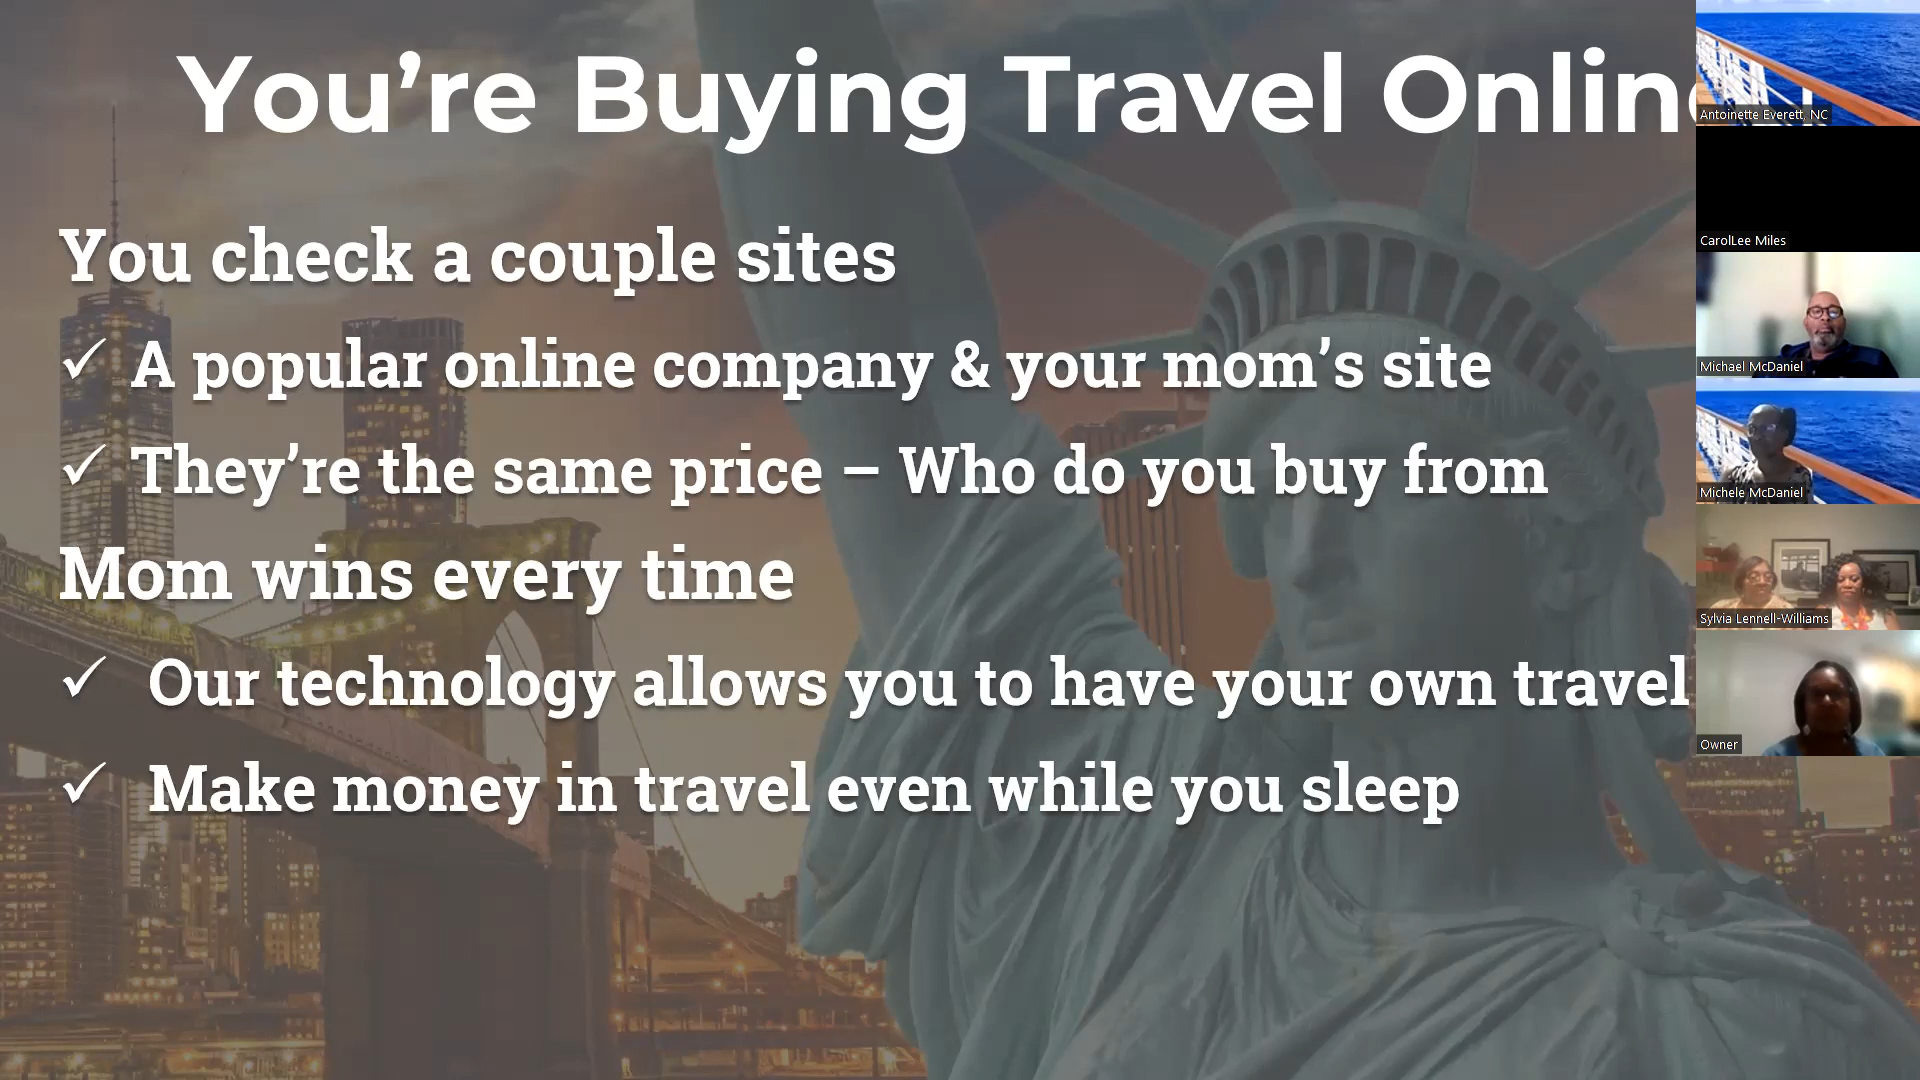 You're Buying Travel Onlin
You check a couple sites
✓ A popular online company & your mom's site
✓ They're the same price – Who do you buy from
Mom wins every time
✓ Our technology allows you to have your own travel
✓ Make money in travel even while you sleep
Antoinette Everett, NC
CarolLee Miles
Michael McDaniel
Michele McDaniel
Sylvia Lennell-Williams
Owner